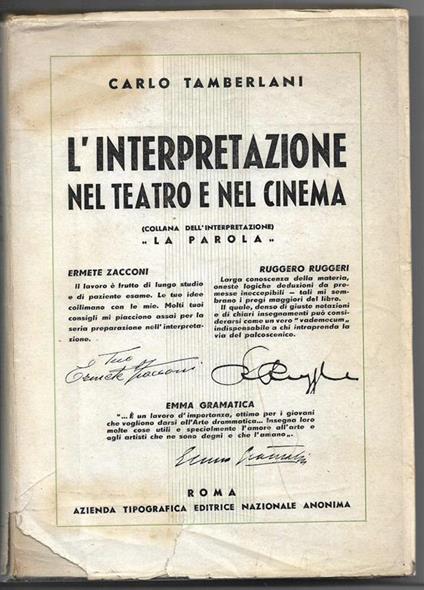 CARLO TAMBERLANI
L'INTERPRETAZIONE
NEL TEATRO E NEL CINEMA
(COLLANA DELL'INTERPRETAZIONE)
„ LA PAROLA „
ERMETE ZACCONI
Il lavoro è frutto di lungo studio
e di paziente esame. Le tue idee
collimano con le mie. Molti tuoi
consigli mi piacciono assai per la
seria preparazione nell'interpreta-
zione.
Tuo
Ermete Zacconi
RUGGERO RUGGERI
Larga conoscenza della materia,
oneste logiche deduzioni da pre-
messe ineccepibili — tali mi sem-
brano i pregi maggiori del libro.
Il quale, denso di giuste notazioni
e di chiari insegnamenti può consi-
derarsi come un vero "vademecum„
indispensabile a chi intraprenda la
via del palcoscenico.
EMMA GRAMATICA
"... È un lavoro d'importanza, ottimo per i giovani
che vogliono darsi all'Arte drammatica... Insegna loro
molte cose utili e specialmente l'amore all'arte e
agli artisti che ne sono degni e che l'amano„.
Emma Gramatica
ROMA
AZIENDA TIPOGRAFICA EDITRICE NAZIONALE ANONIMA